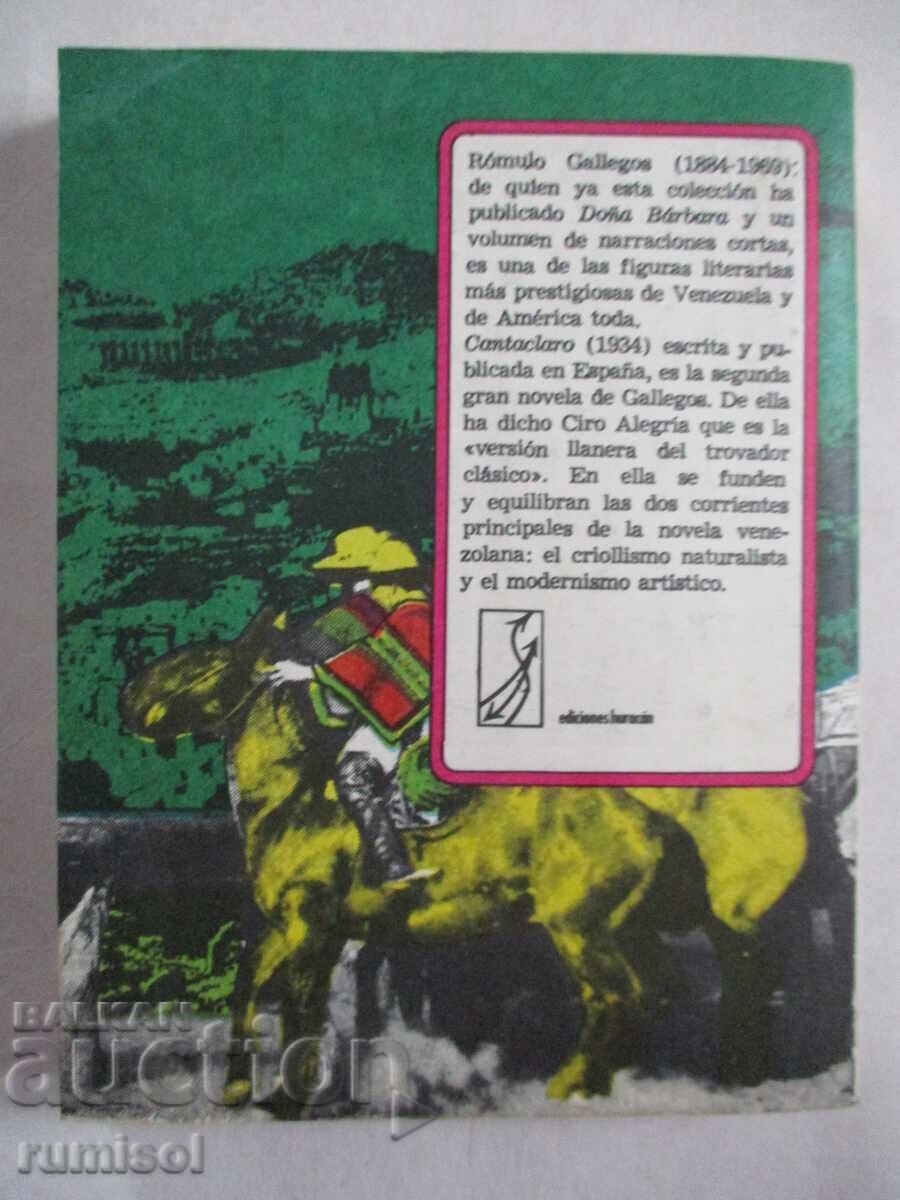 Rómulo Gallegos (1884-1969):
de quien ya esta colección ha
publicado Doña Bárbara y un
volumen de narraciones cortas,
es una de las figuras literarias
más prestigiosas de Venezuela y
de América toda.
Cantaclaro (1934) escrita y pu-
blicada en España, es la segunda
gran novela de Gallegos. De ella
ha dicho Ciro Alegría que es la
«versión llanera del trovador
clásico». En ella se funden
y equilibran las dos corrientes
principales de la novela vene-
zolana: el criollismo naturalista
y el modernismo artístico.
ediciones huracán
BALKAN
auction
rumisol